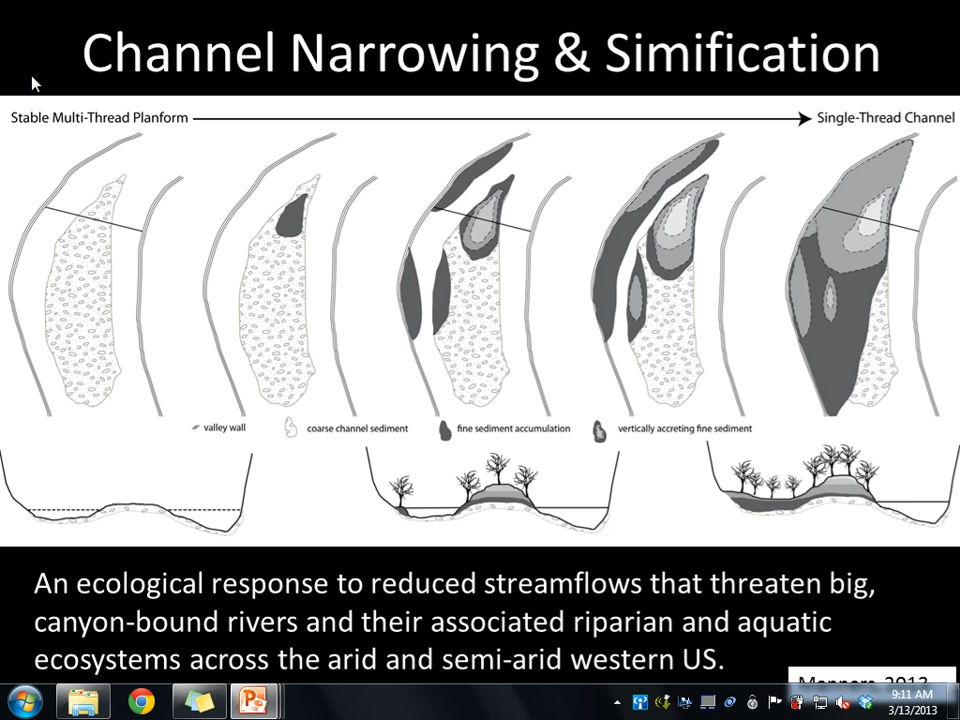 Channel Narrowing & Simification
Stable Multi-Thread Planform
Single-Thread Channel
valley wall
coarse channel sediment
fine sediment accumulation
vertically accreting fine sediment
An ecological response to reduced streamflows that threaten big,
canyon-bound rivers and their associated riparian and aquatic
ecosystems across the arid and semi-arid western US.
9:11 AM
3/13/2013